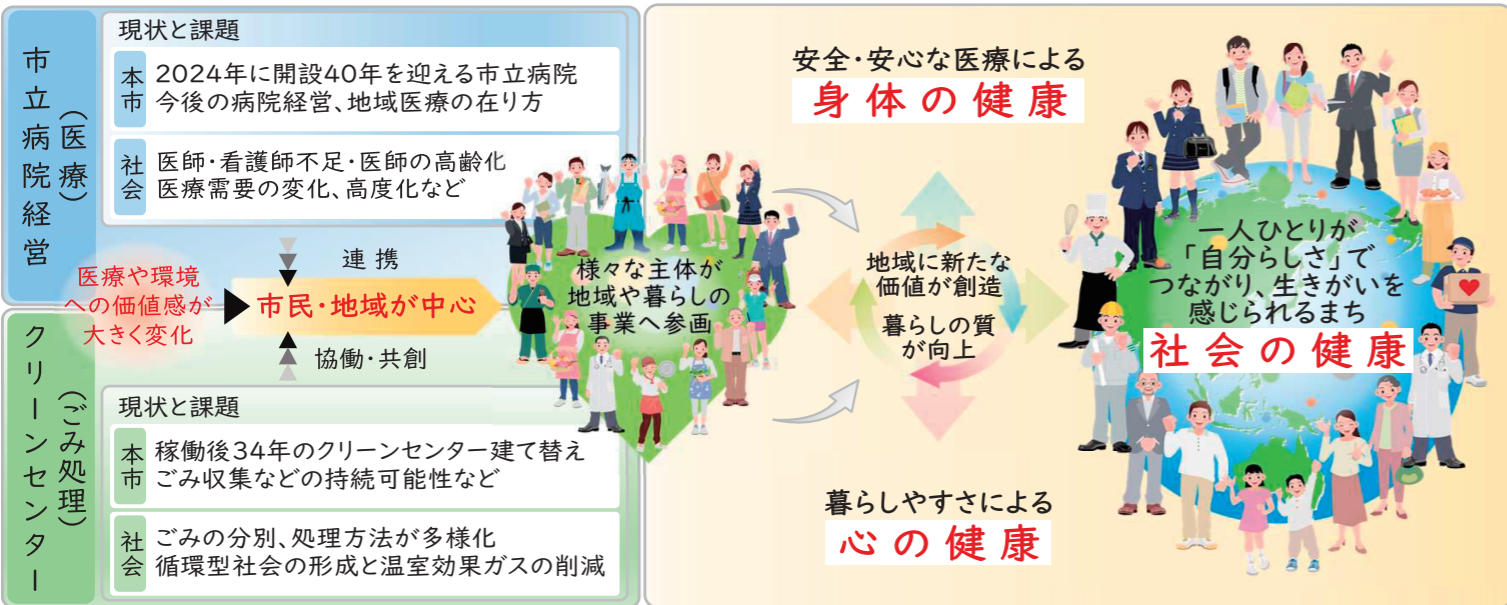 市立病院経営
（医療）
現状と課題
本市
2024年に開設40年を迎える市立病院
今後の病院経営、地域医療の在り方
社会
医師・看護師不足・医師の高齢化
医療需要の変化、高度化など
医療や環境
への価値感が
大きく変化
連携
市民・地域が中心
協働・共創
クリーンセンター
（ごみ処理）
現状と課題
本市
稼働後34年のクリーンセンター建て替え
ごみ収集などの持続可能性など
社会
ごみの分別、処理方法が多様化
循環型社会の形成と温室効果ガスの削減
様々な主体が
地域や暮らしの
事業へ参画
安全・安心な医療による
身体の健康
地域に新たな
価値が創造
暮らしの質
が向上
暮らしやすさによる
心の健康
一人ひとりが
「自分らしさ」で
つながり、生きがいを
感じられるまち
社会の健康